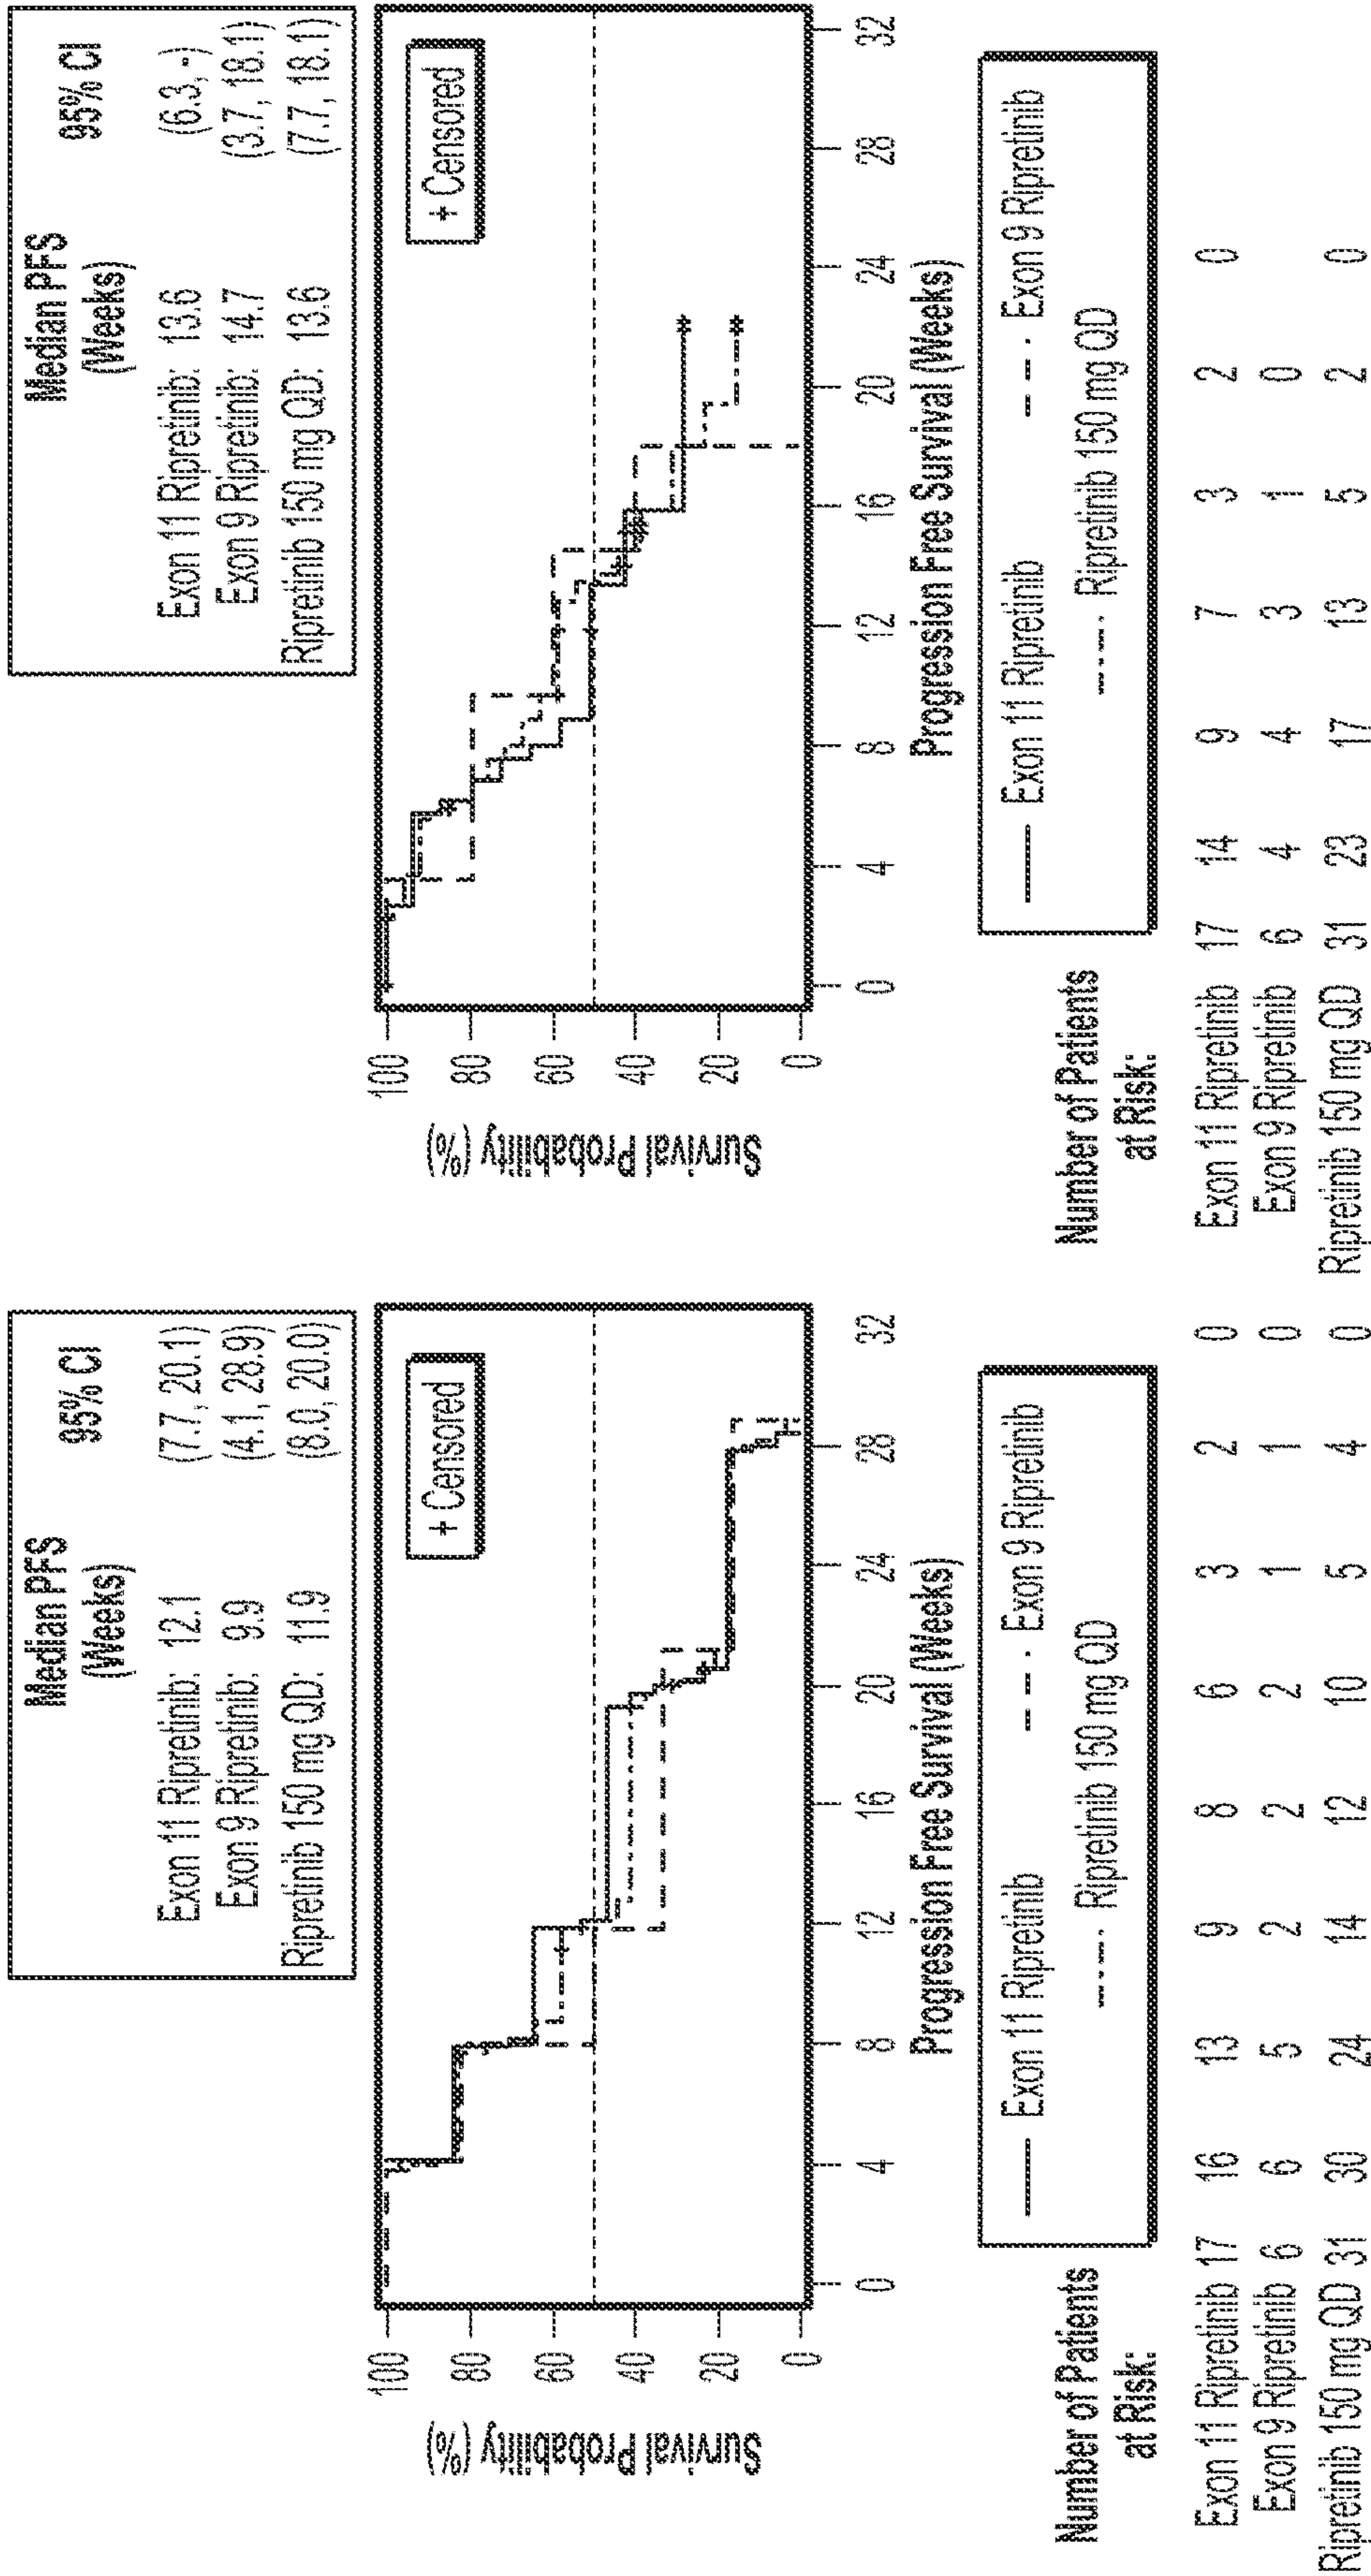 Median PFS
(Weeks) 95% CI
Exon 11 Ripretinib: 12.1 (7.7, 20.1)
Exon 9 Ripretinib: 9.9 (4.1, 28.9)
Ripretinib 150 mg QD: 11.9 (8.0, 20.0)
Survival Probability (%)
100
80
60
40
20
0
+ Censored
0 4 8 12 16 20 24 28 32
Progression Free Survival (Weeks)
Exon 11 Ripretinib Exon 9 Ripretinib
Ripretinib 150 mg QD
Number of Patients
at Risk:
Exon 11 Ripretinib 17 16 13 9 8 6 3 2 0
Exon 9 Ripretinib 6 6 5 2 2 2 1 1 0
Ripretinib 150 mg QD 31 30 24 14 12 10 5 4 0
Median PFS
(Weeks) 95% CI
Exon 11 Ripretinib: 13.6 (6.3, -)
Exon 9 Ripretinib: 14.7 (3.7, 18.1)
Ripretinib 150 mg QD: 13.6 (7.7, 18.1)
Survival Probability (%)
100
80
60
40
20
0
+ Censored
0 4 8 12 16 20 24 28 32
Progression Free Survival (Weeks)
Exon 11 Ripretinib Exon 9 Ripretinib
Ripretinib 150 mg QD
Number of Patients
at Risk:
Exon 11 Ripretinib 17 14 9 7 3 2 0
Exon 9 Ripretinib 6 4 4 3 1 0
Ripretinib 150 mg QD 31 23 17 13 5 2 0